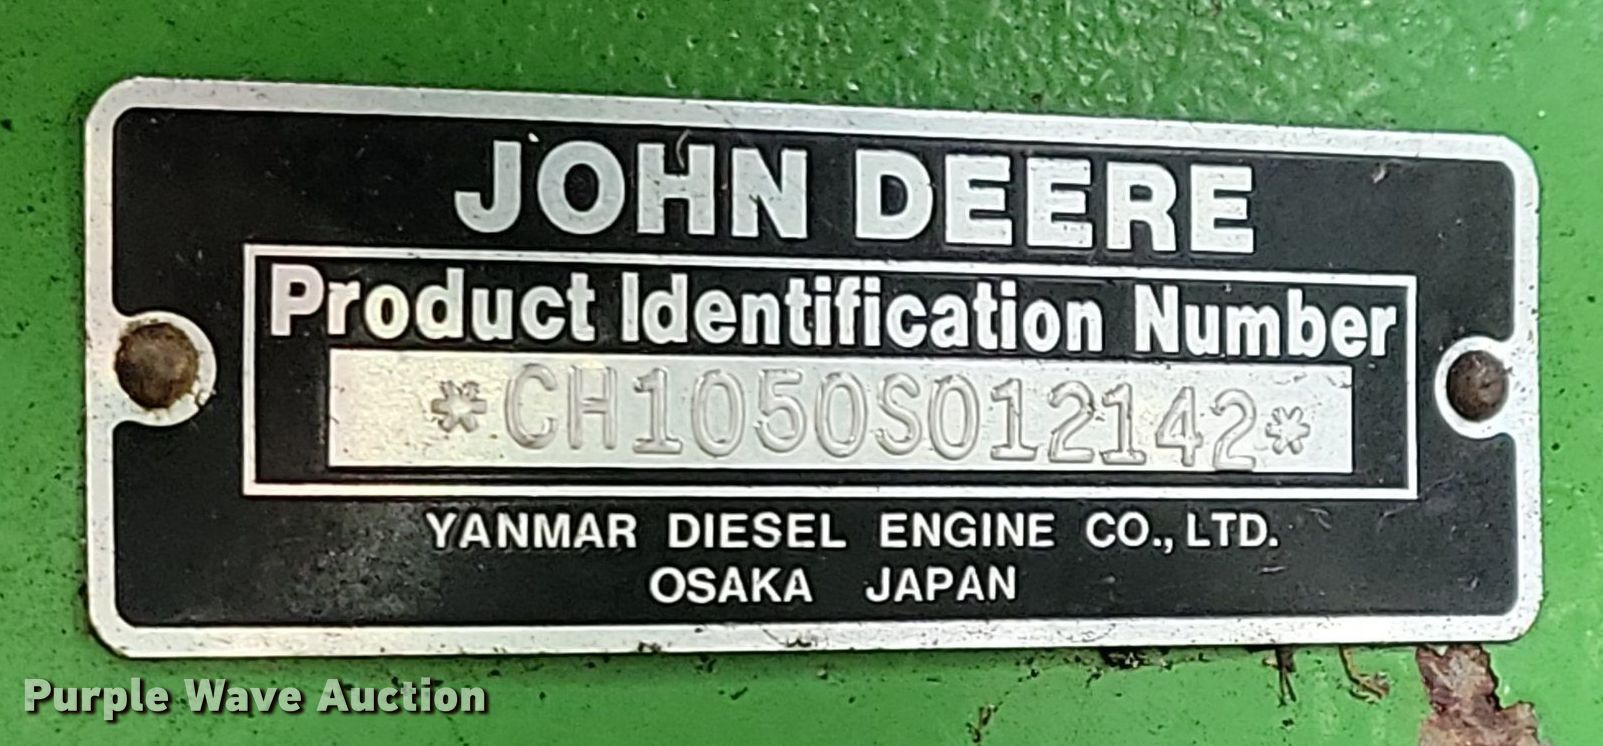 JOHN DEERE
Product Identification Number
*CH1050S012142*
YANMAR DIESEL ENGINE CO., LTD.
OSAKA JAPAN
Purple Wave Auction